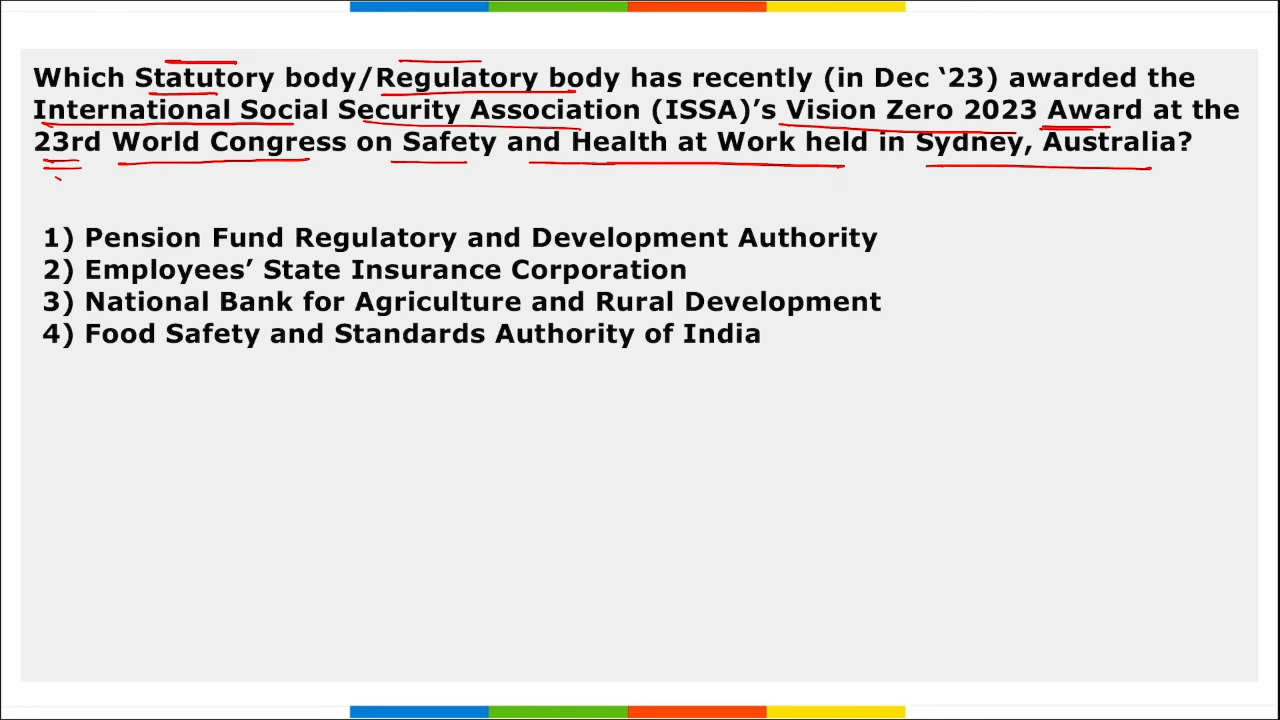 Which Statutory body/Regulatory body has recently (in Dec ‘23) awarded the
International Social Security Association (ISSA)’s Vision Zero 2023 Award at the
23rd World Congress on Safety and Health at Work held in Sydney, Australia?
1) Pension Fund Regulatory and Development Authority
2) Employees’ State Insurance Corporation
3) National Bank for Agriculture and Rural Development
4) Food Safety and Standards Authority of India